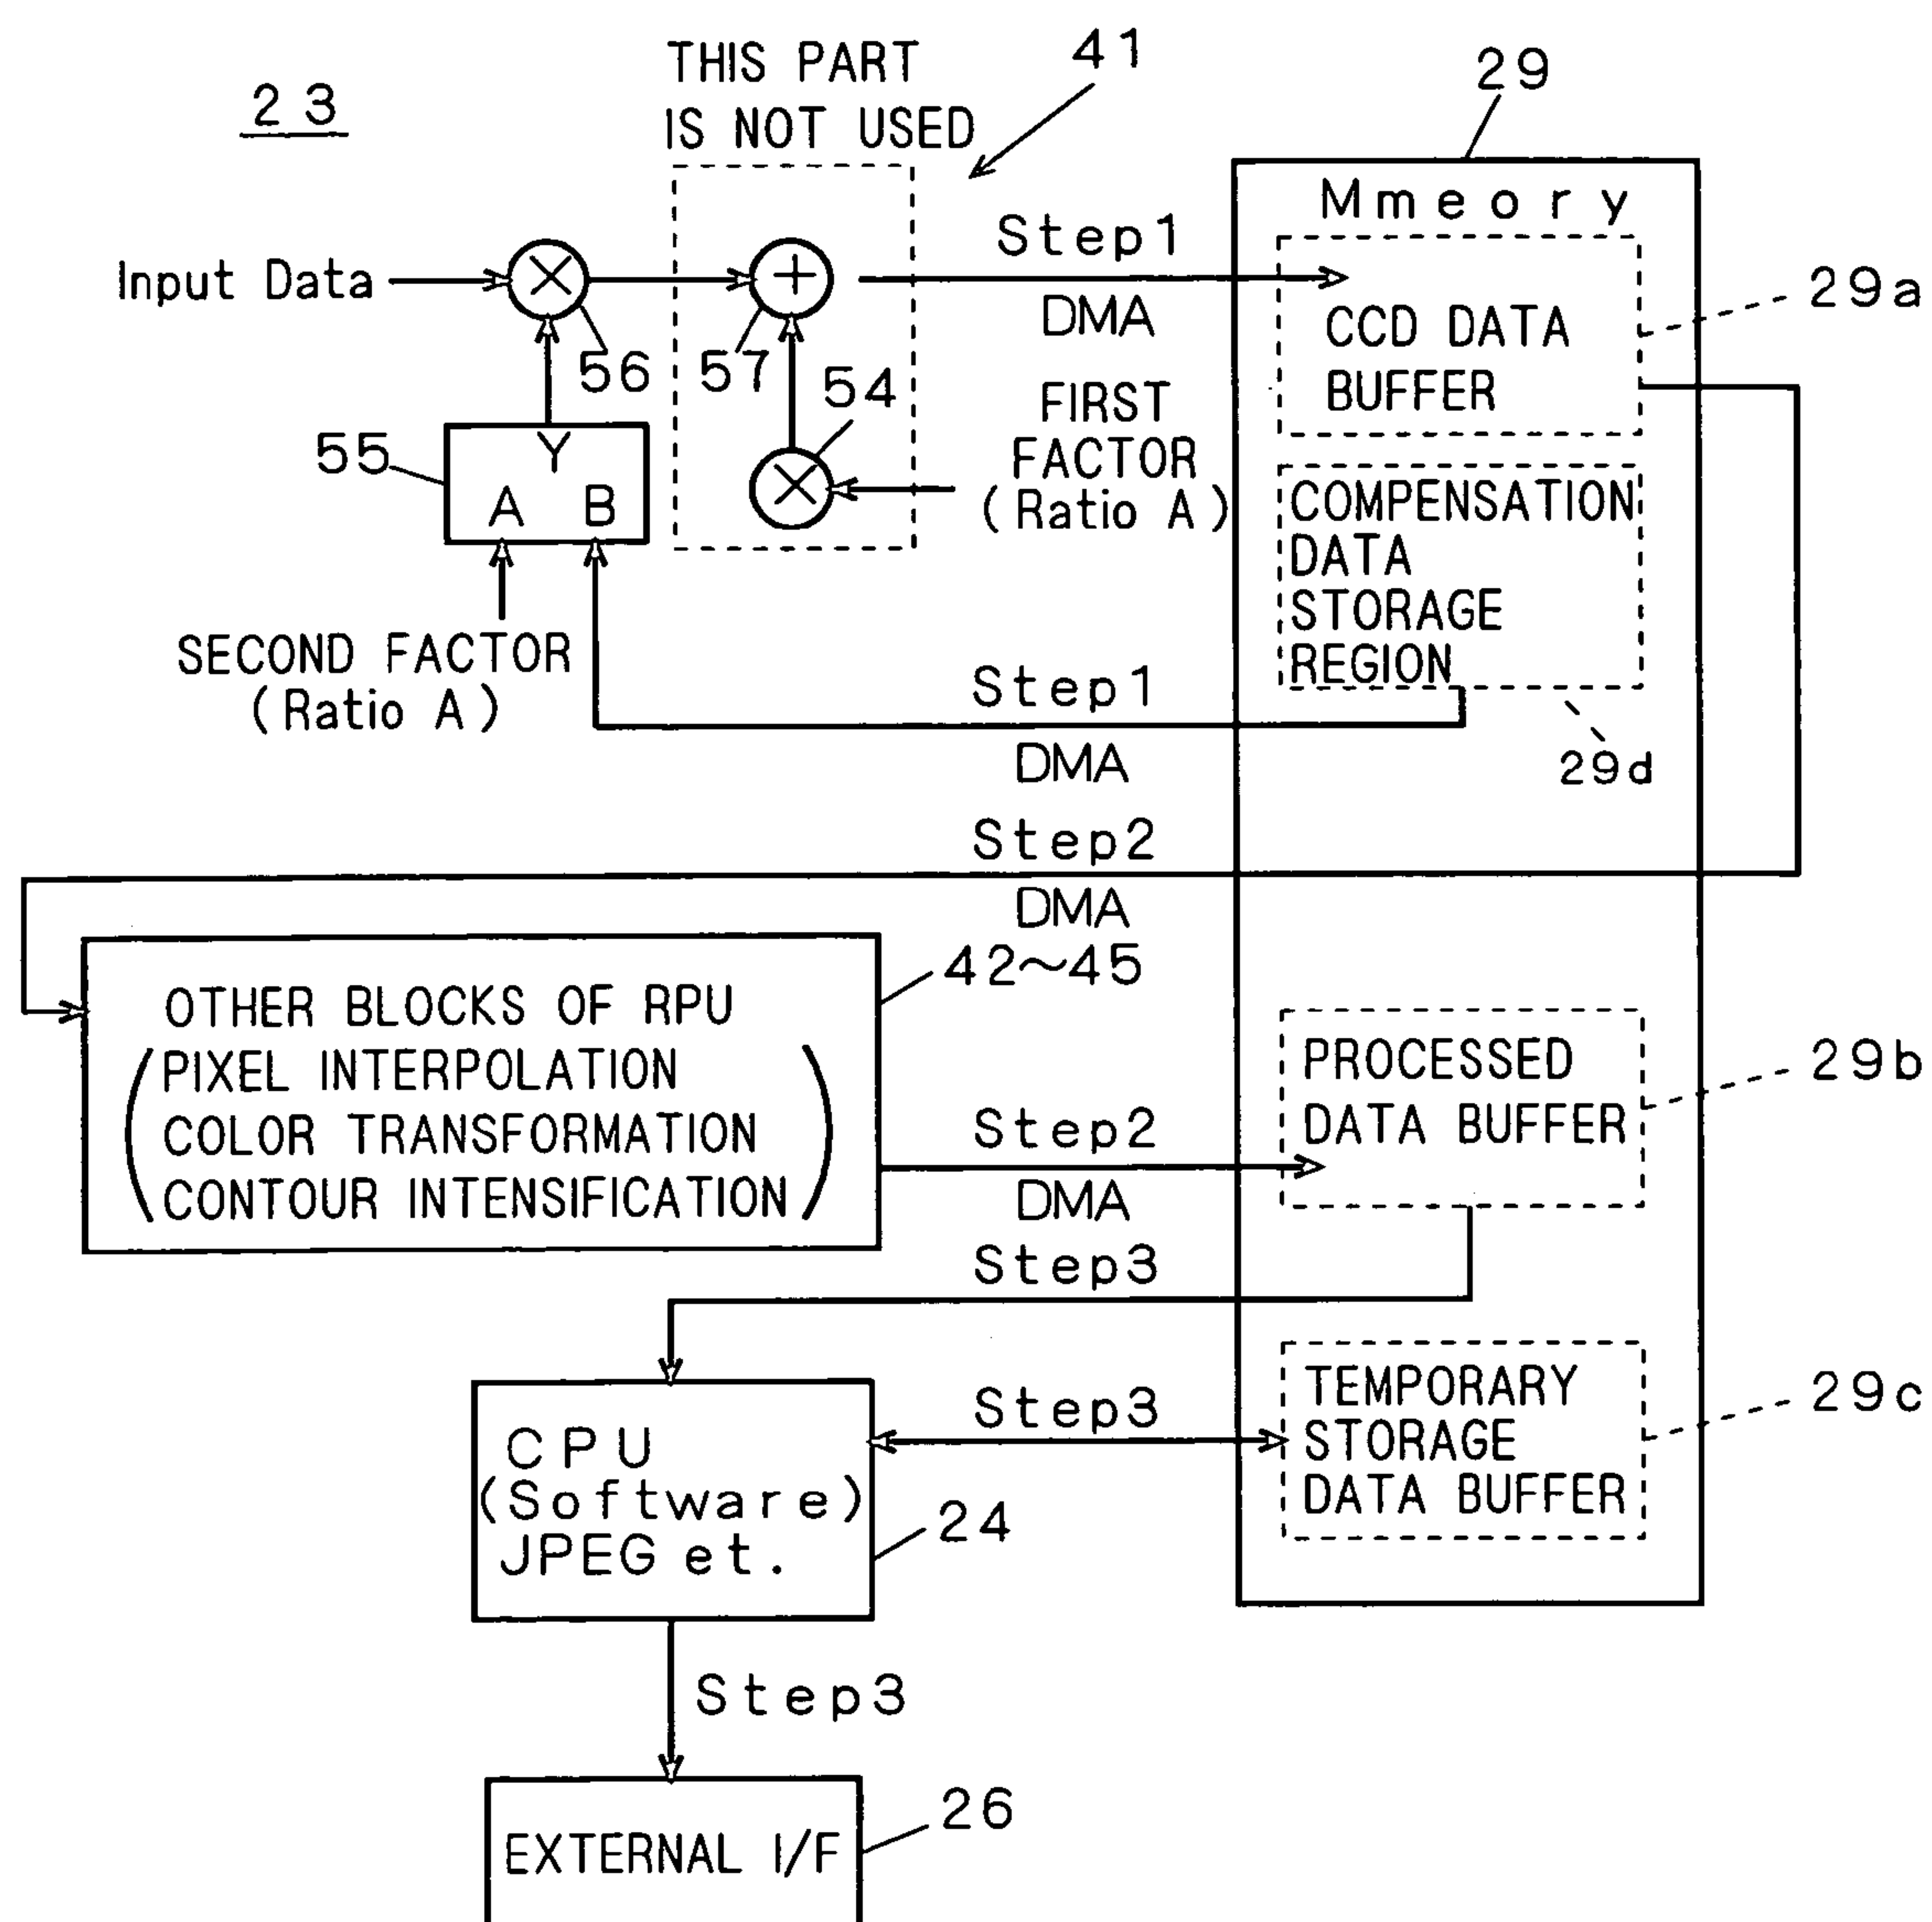 23
THIS PART
IS NOT USED
41
29
Mmeory
Input Data
Step1
DMA
CCD DATA
BUFFER
29a
56
57
54
FIRST
FACTOR
(Ratio A)
55
Y
A B
COMPENSATION
DATA
STORAGE
REGION
29d
SECOND FACTOR
(Ratio A)
Step1
DMA
Step2
DMA
42~45
OTHER BLOCKS OF RPU
(PIXEL INTERPOLATION
COLOR TRANSFORMATION
CONTOUR INTENSIFICATION)
Step2
DMA
PROCESSED
DATA BUFFER
29b
Step3
Step3
TEMPORARY
STORAGE
DATA BUFFER
29c
CPU
(Software)
JPEG et.
24
Step3
26
EXTERNAL I/F